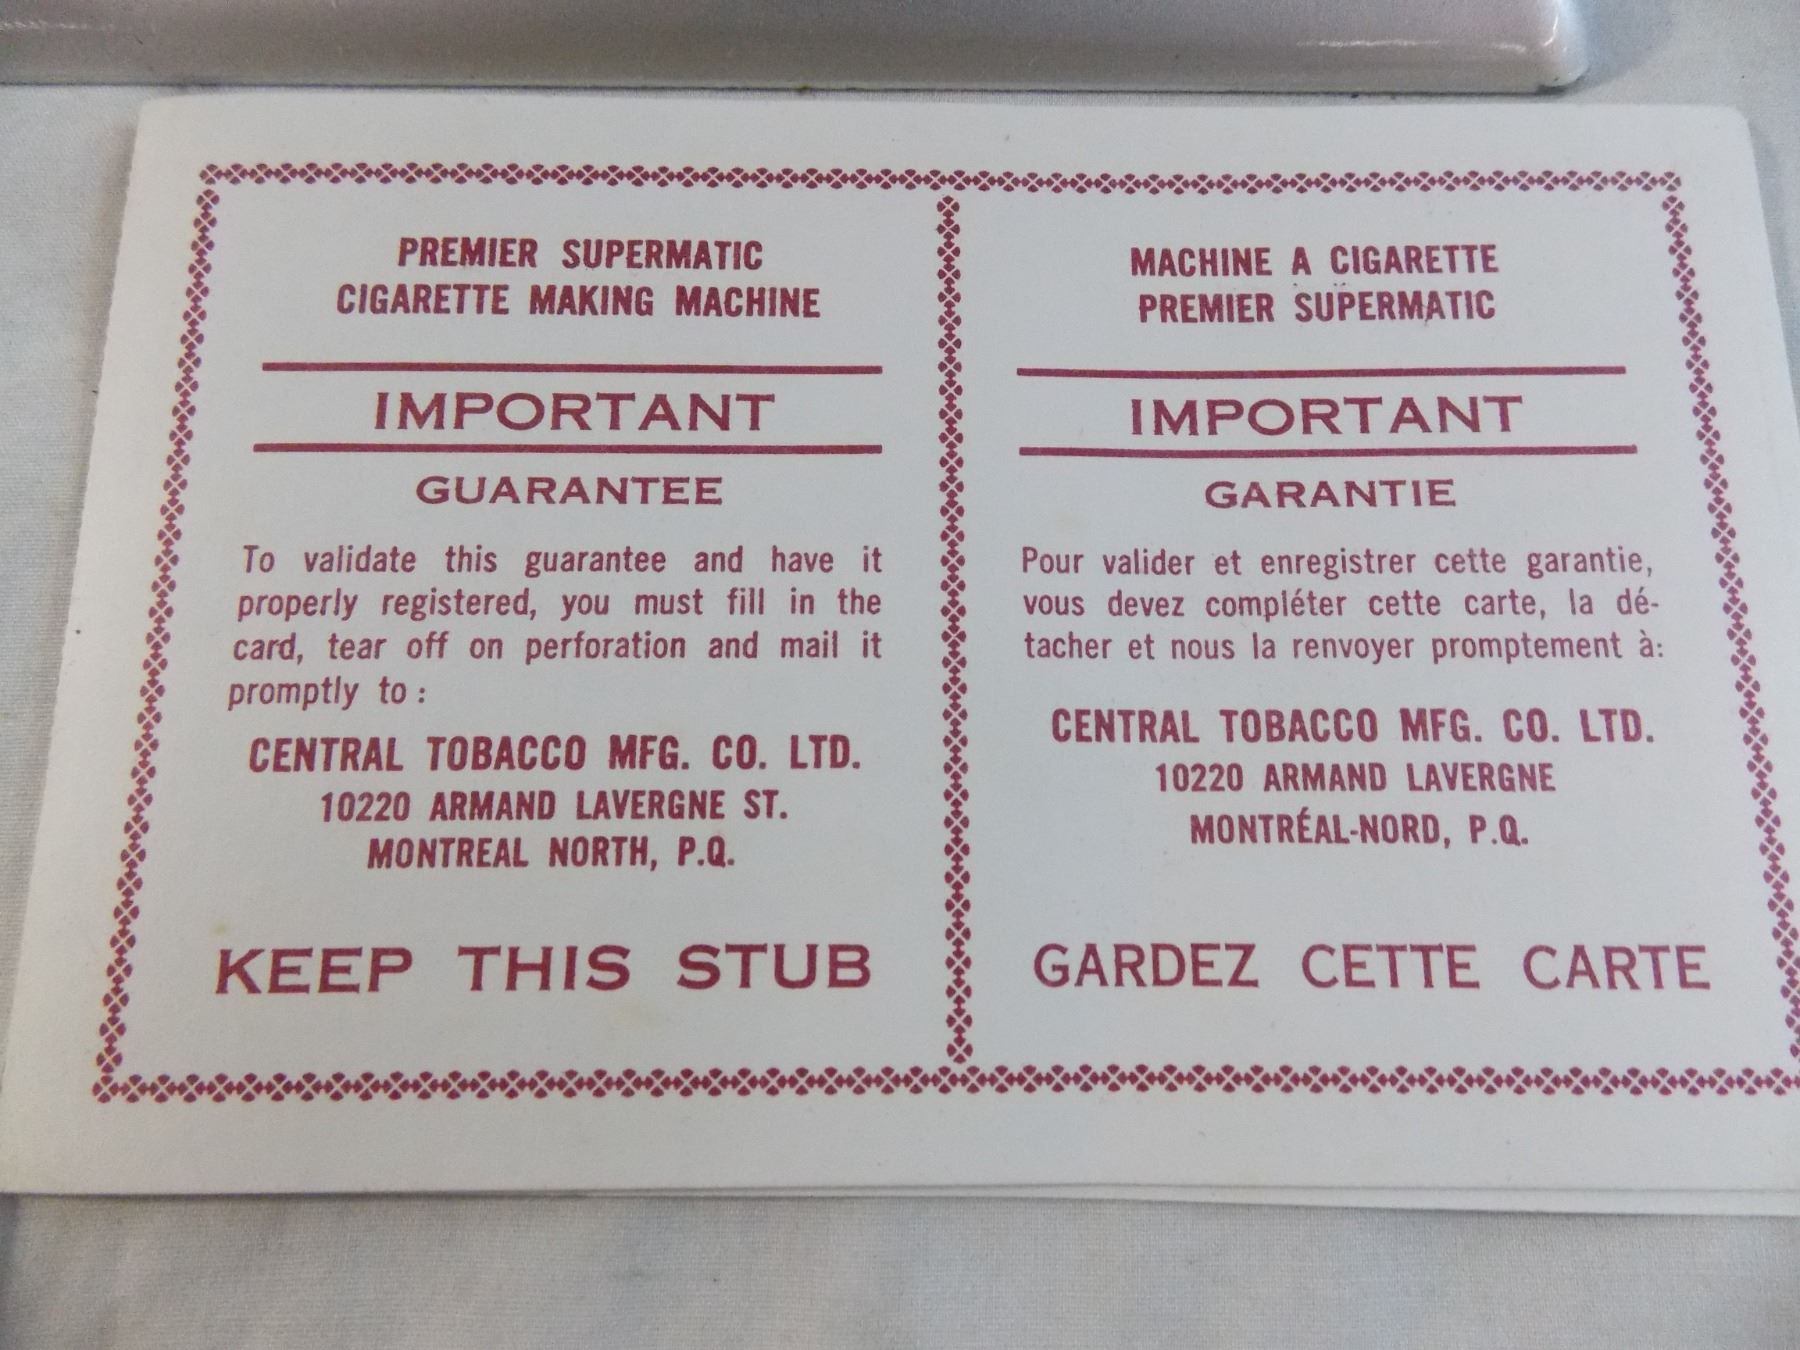 PREMIER SUPERMATIC
CIGARETTE MAKING MACHINE
IMPORTANT
GUARANTEE
To validate this guarantee and have it
properly registered, you must fill in the
card, tear off on perforation and mail it
promptly to :
CENTRAL TOBACCO MFG. CO. LTD.
10220 ARMAND LAVERGNE ST.
MONTREAL NORTH, P.Q.
KEEP THIS STUB
MACHINE A CIGARETTE
PREMIER SUPERMATIC
IMPORTANT
GARANTIE
Pour valider et enregistrer cette garantie,
vous devez compléter cette carte, la dé-
tacher et nous la renvoyer promptement à:
CENTRAL TOBACCO MFG. CO. LTD.
10220 ARMAND LAVERGNE
MONTRÉAL-NORD, P.Q.
GARDEZ CETTE CARTE